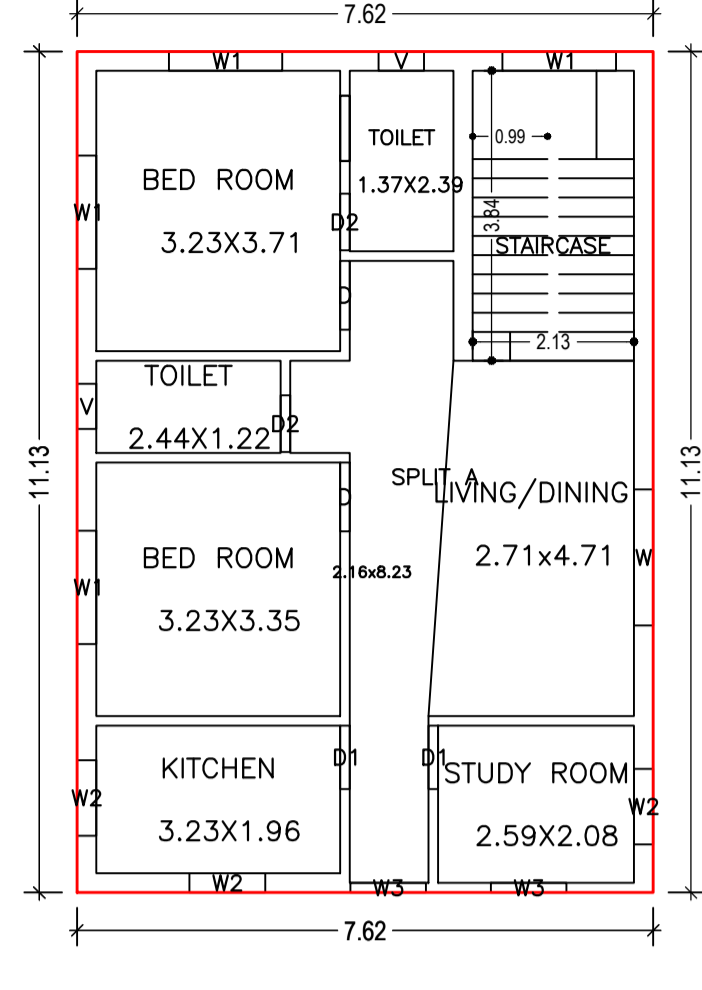 7.62
W1
V
W1
TOILET
0.99
1.37X2.39
BED ROOM
W1
3.84
D2
3.23X3.71
STAIRCASE
D
2.13
TOILET
V
D2
2.44X1.22
11.13
11.13
SPLIT A
LIVING/DINING
D
BED ROOM
2.71x4.71
W
2.16x8.23
W1
3.23X3.35
D1
D1
KITCHEN
STUDY ROOM
W2
W2
3.23X1.96
2.59X2.08
W2
W3
W3
7.62